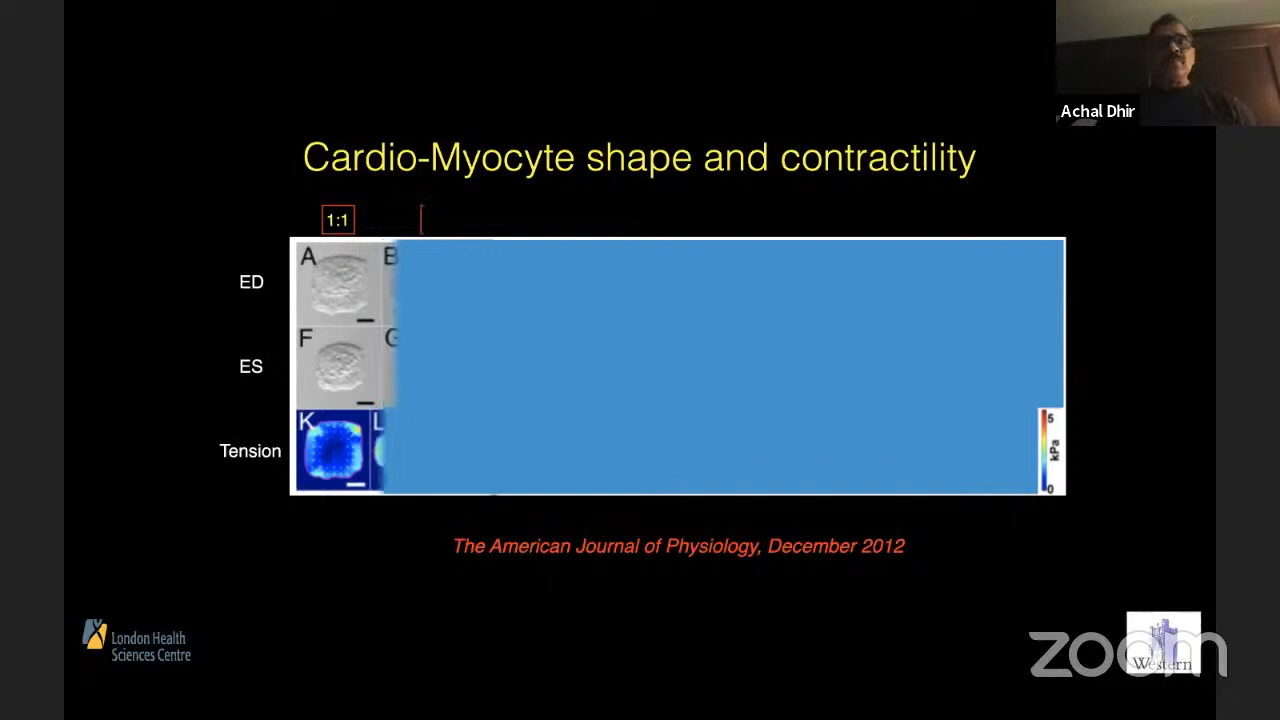 Achal Dhir
Cardio-Myocyte shape and contractility
1:1
ED
A
B
ES
F
G
Tension
K
L
5
kPa
0
The American Journal of Physiology, December 2012
London Health
Sciences Centre
Western
zoom